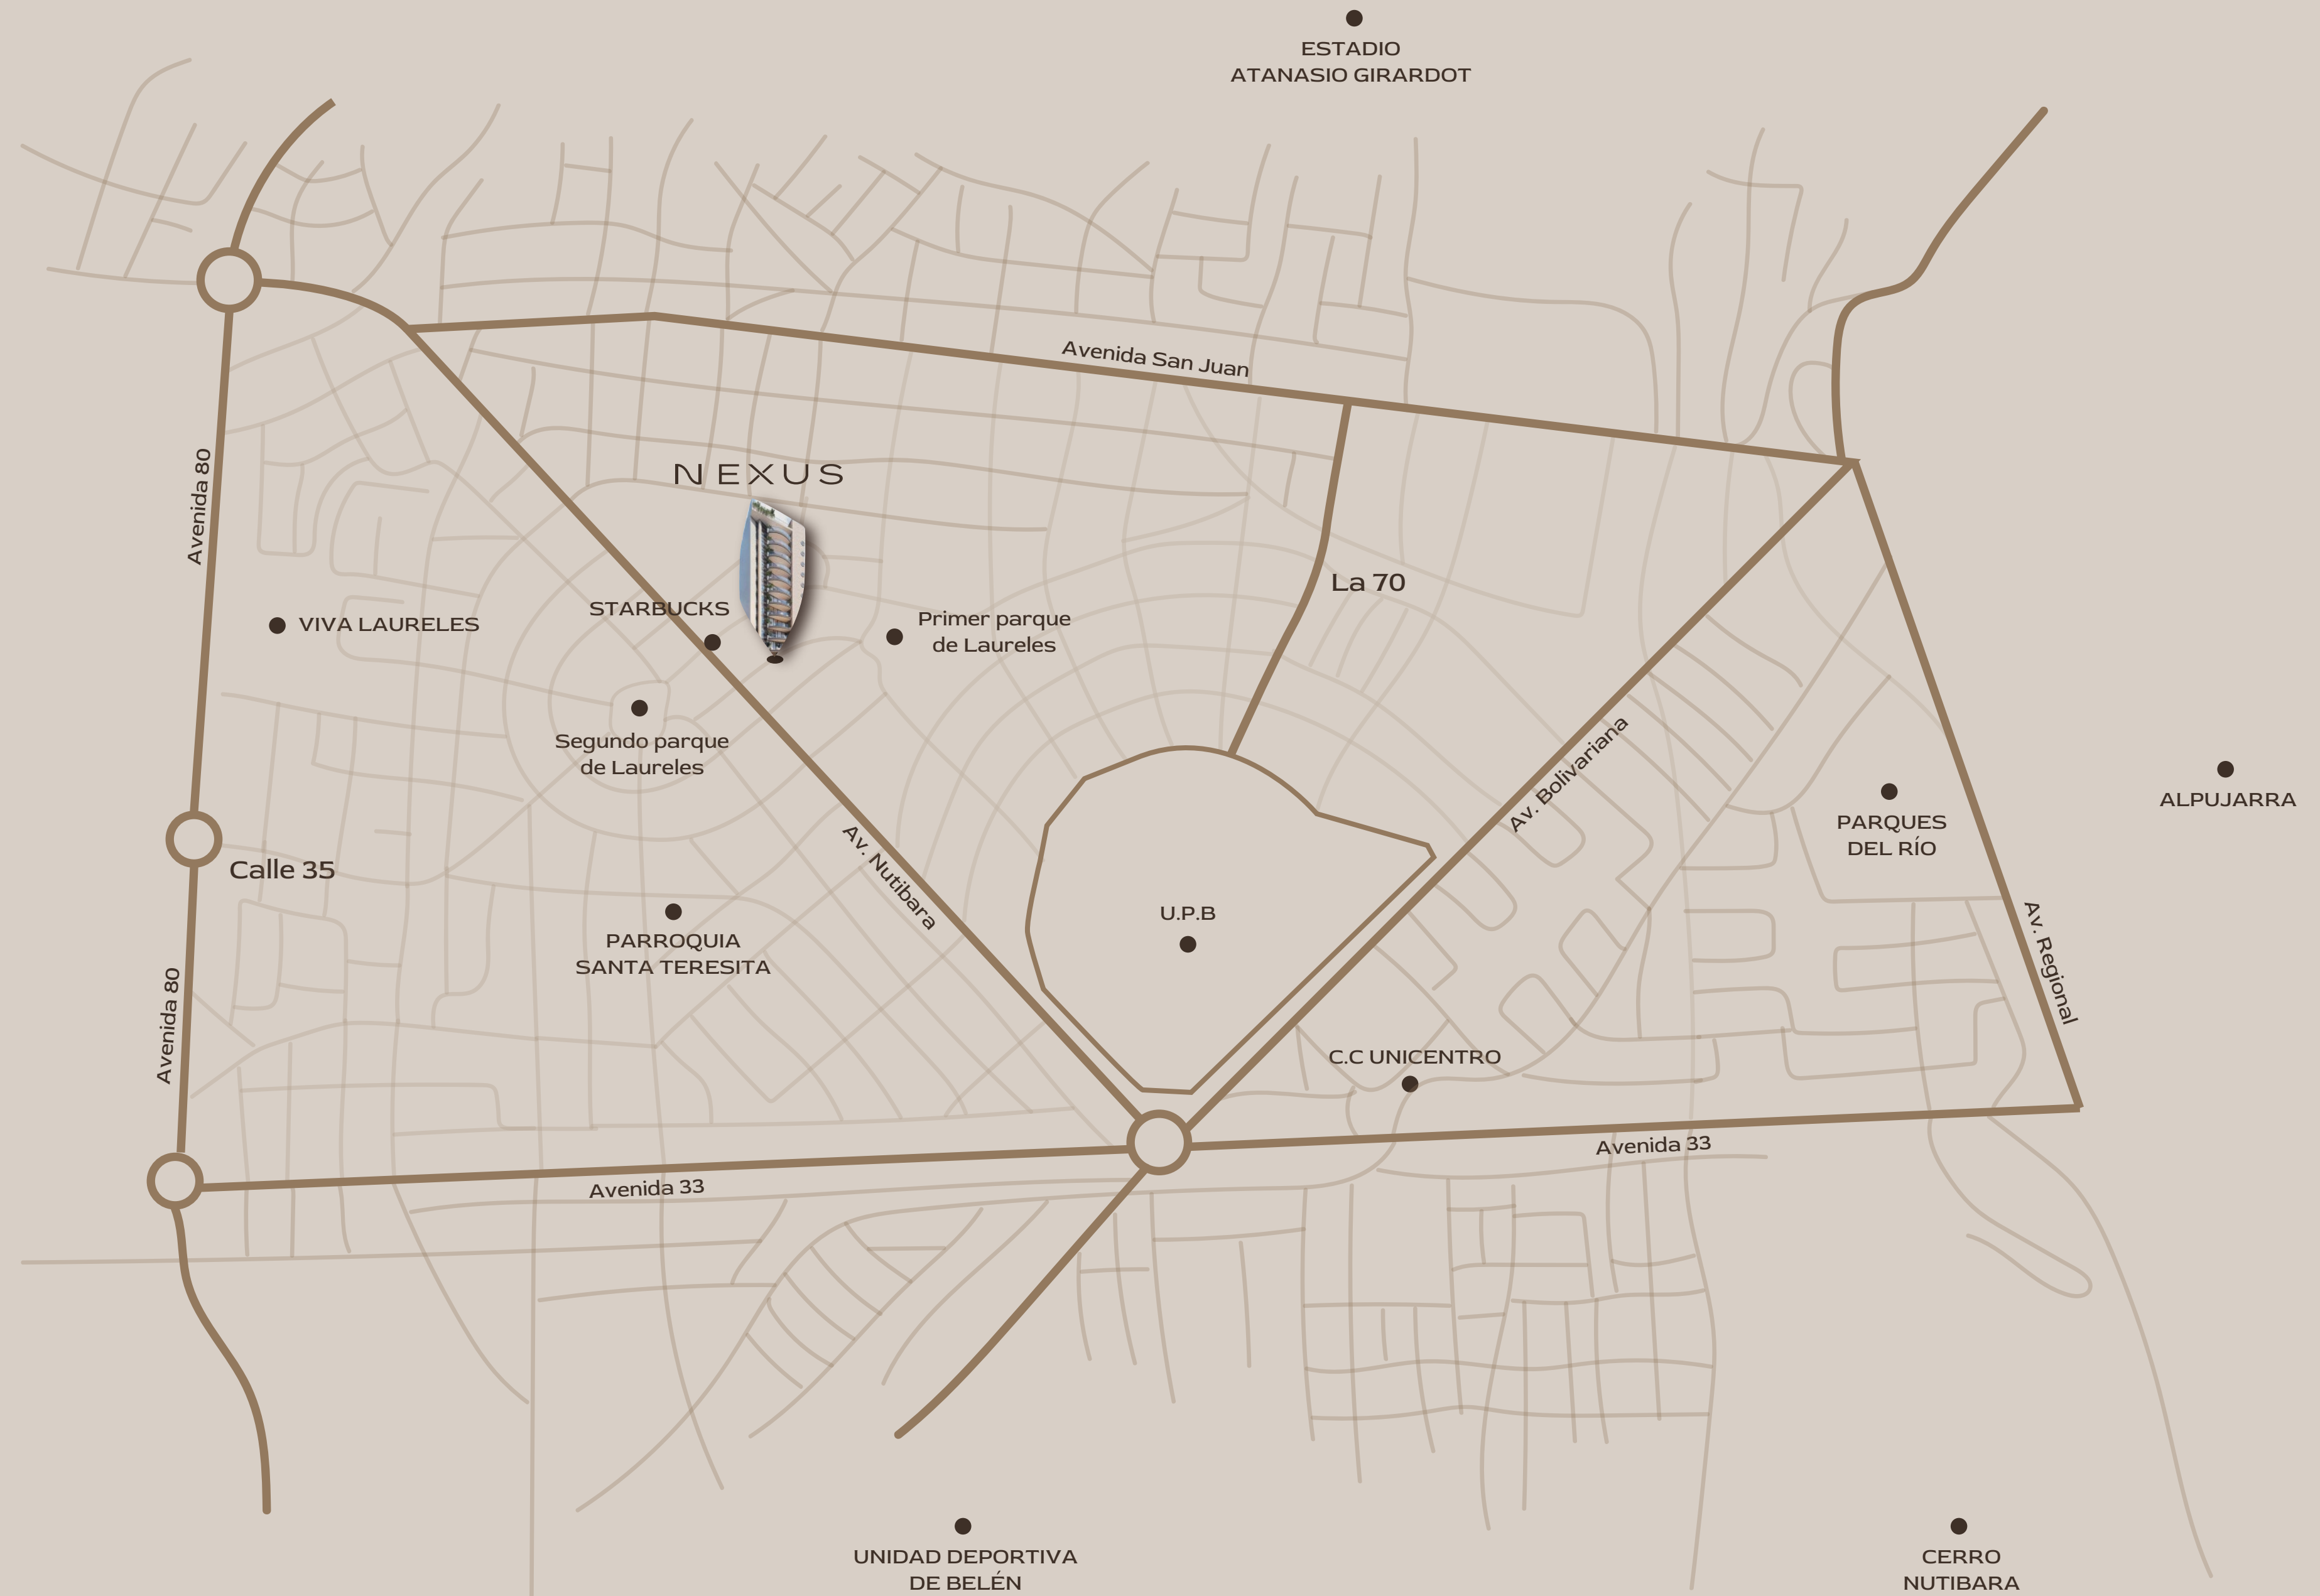 ESTADIO
ATANASIO GIRARDOT
Avenida San Juan
NEXUS
Avenida 80
La 70
STARBUCKS
VIVA LAURELES
Primer parque
de Laureles
Segundo parque
de Laureles
Av. Bolivariana
ALPUJARRA
PARQUES
DEL RÍO
Calle 35
Av. Nutibara
U.P.B
PARROQUIA
SANTA TERESITA
Av. Regional
Avenida 80
C.C UNICENTRO
Avenida 33
Avenida 33
UNIDAD DEPORTIVA
DE BELÉN
CERRO
NUTIBARA